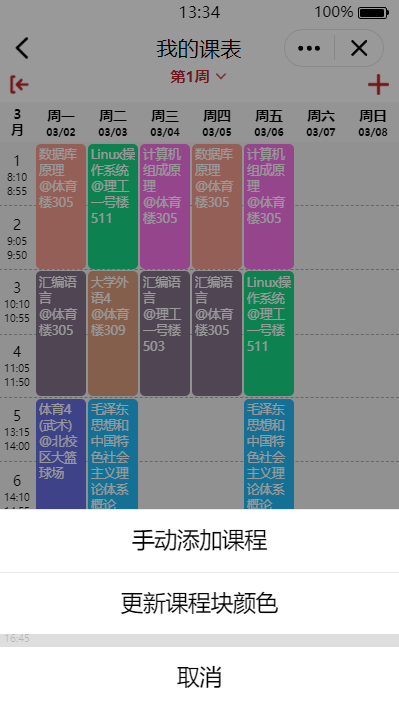 13:34
100%
我的课表
第1周
3
月
周一
03/02
周二
03/03
周三
03/04
周四
03/05
周五
03/06
周六
03/07
周日
03/08
1
8:10
8:55
数据库
原理
@体育
楼305
Linux操
作系统
@理工
一号楼
511
计算机
组成原
理
@体育
楼305
数据库
原理
@体育
楼305
计算机
组成原
理
@体育
楼305
2
9:05
9:50
3
10:10
10:55
汇编语
言
@体育
楼305
大学外
语4
@体育
楼309
汇编语
言
@理工
一号楼
503
汇编语
言
@体育
楼305
Linux操
作系统
@理工
一号楼
511
4
11:05
11:50
5
13:15
14:00
体育4
(武术)
@北校
区大篮
球场
毛泽东
思想和
中国特
色社会
主义理
论体系
概论
毛泽东
思想和
中国特
色社会
主义理
论体系
概论
6
14:10
手动添加课程
更新课程块颜色
16:45
取消